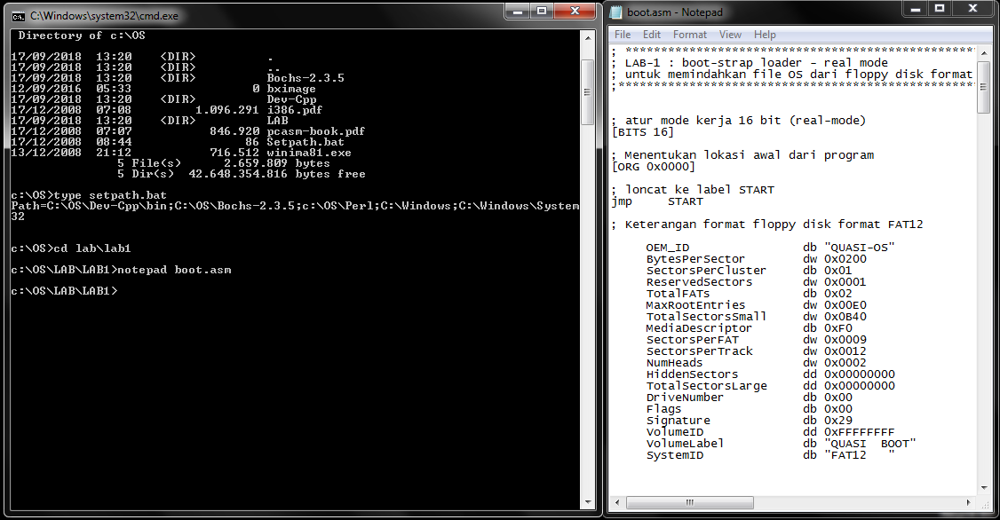 C:\Windows\system32\cmd.exe
 Directory of c:\OS
17/09/2018  13:20    <DIR>          .
17/09/2018  13:20    <DIR>          ..
17/09/2018  13:20    <DIR>          Bochs-2.3.5
12/09/2016  05:33                 0 bximage
17/09/2018  13:20    <DIR>          Dev-Cpp
17/12/2008  07:08         1.096.291 i386.pdf
17/09/2018  13:20    <DIR>          LAB
17/12/2008  07:07           846.920 pcasm-book.pdf
17/12/2008  08:44                86 Setpath.bat
13/12/2008  21:12           716.512 winima81.exe
               5 File(s)      2.659.809 bytes
               5 Dir(s)  42.648.354.816 bytes free
c:\OS>type setpath.bat
Path=C:\OS\Dev-Cpp\bin;C:\OS\Bochs-2.3.5;c:\OS\Perl;C:\Windows;C:\Windows\System
32
c:\OS>cd lab\lab1
c:\OS\LAB\LAB1>notepad boot.asm
c:\OS\LAB\LAB1>
boot.asm - Notepad
File Edit Format View Help
; **************************************************
; LAB-1 : boot-strap loader - real mode
; untuk memindahkan file OS dari floppy disk format
;***************************************************
; atur mode kerja 16 bit (real-mode)
[BITS 16]
; Menentukan lokasi awal dari program
[ORG 0x0000]
; loncat ke label START
jmp     START
; Keterangan format floppy disk format FAT12
OEM_ID                db "QUASI-OS"
BytesPerSector        dw 0x0200
SectorsPerCluster     db 0x01
ReservedSectors       dw 0x0001
TotalFATs             db 0x02
MaxRootEntries        dw 0x00E0
TotalSectorsSmall     dw 0x0B40
MediaDescriptor       db 0xF0
SectorsPerFAT         dw 0x0009
SectorsPerTrack       dw 0x0012
NumHeads              dw 0x0002
HiddenSectors         dd 0x00000000
TotalSectorsLarge     dd 0x00000000
DriveNumber           db 0x00
Flags                 db 0x00
Signature             db 0x29
VolumeID              dd 0xFFFFFFFF
VolumeLabel           db "QUASI  BOOT"
SystemID              db "FAT12   "